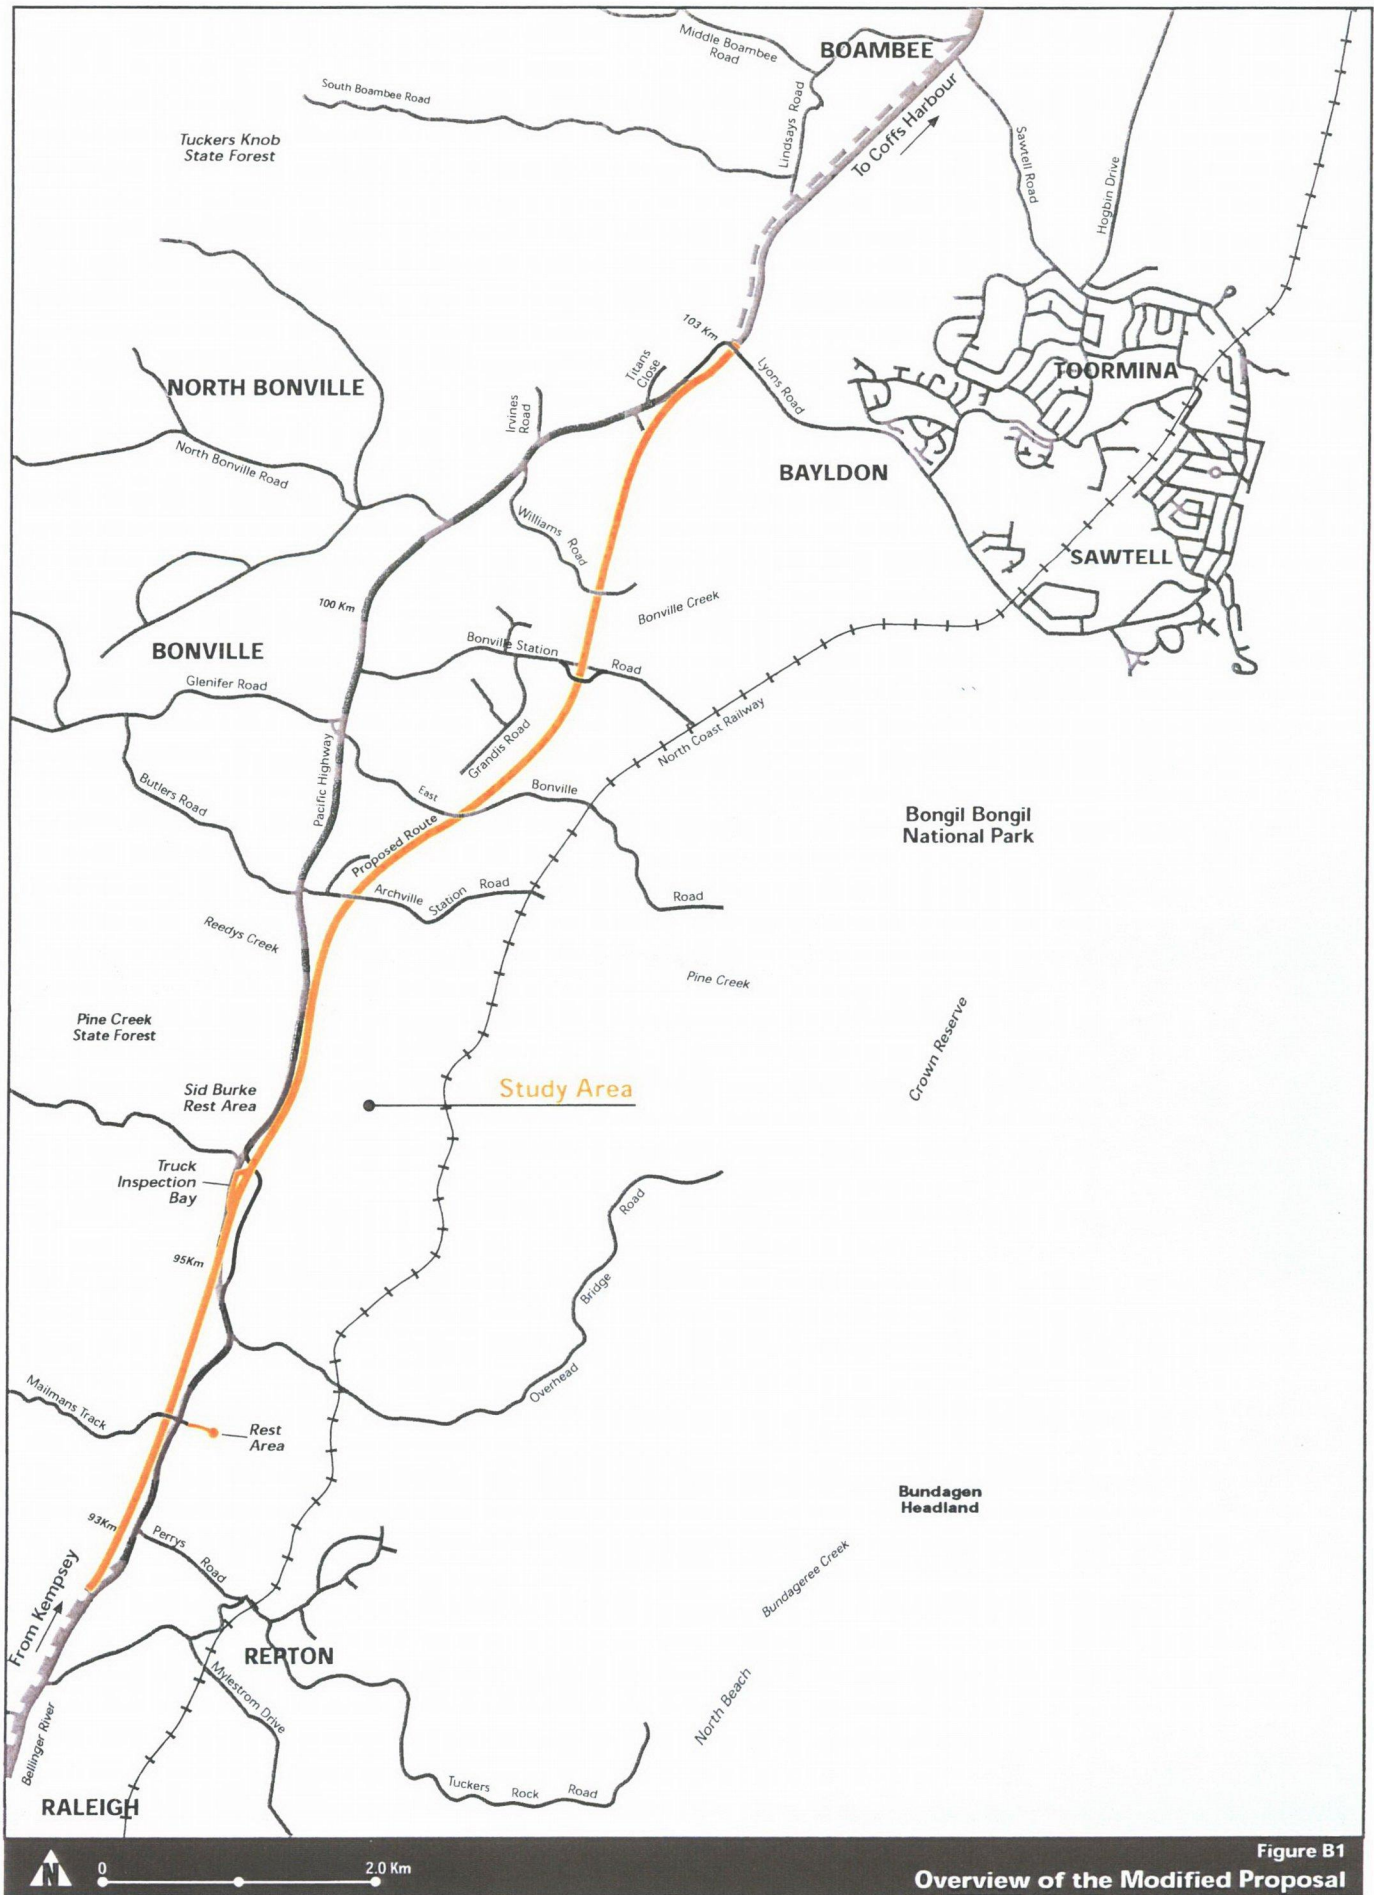 Middle Boambee
Road
BOAMBEE
South Boambee Road
Lindsays Road
To Coffs Harbour
Tuckers Knob
State Forest
Sawtell Road
Hogbin Drive
103 Km
Titans
Close
Lyons Road
TOORMINA
NORTH BONVILLE
Irvines
Road
North Bonville Road
BAYLDON
Williams Road
SAWTELL
100 Km
Bonville Creek
BONVILLE
Bonville Station Road
Glenifer Road
Grandis Road
North Coast Railway
Pacific Highway
Butlers Road
East Bonville Road
Bongil Bongil
National Park
Proposed Route
Archville Station Road
Reedys Creek
Pine Creek
Pine Creek
State Forest
Crown Reserve
Sid Burke
Rest Area
Study Area
Truck
Inspection
Bay
95Km
Overhead Bridge Road
Mailmans Track
Rest
Area
Bundagen
Headland
93Km
Perrys Road
From Kempsey
Bundageree Creek
REPTON
Mylestrom Drive
North Beach
Bellinger River
Tuckers Rock Road
RALEIGH
N
0 2.0 Km
Figure B1
Overview of the Modified Proposal